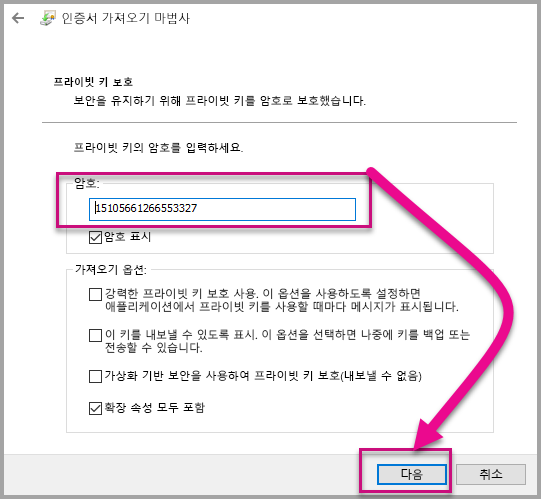 인증서 가져오기 마법사
프라이빗 키 보호
보안을 유지하기 위해 프라이빗 키를 암호로 보호했습니다.
프라이빗 키의 암호를 입력하세요.
암호:
15105661266553327
암호 표시
가져오기 옵션:
강력한 프라이빗 키 보호 사용. 이 옵션을 사용하도록 설정하면
애플리케이션에서 프라이빗 키를 사용할 때마다 메시지가 표시됩니다.
이 키를 내보낼 수 있도록 표시. 이 옵션을 선택하면 나중에 키를 백업 또는
전송할 수 있습니다.
가상화 기반 보안을 사용하여 프라이빗 키 보호(내보낼 수 없음)
확장 속성 모두 포함
다음 취소